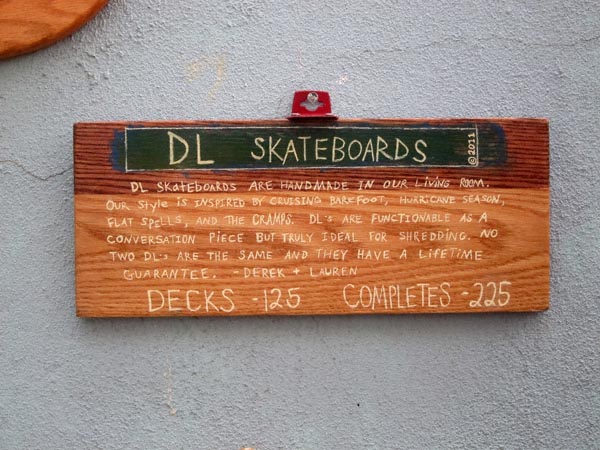 DL SKATEBOARDS ©2011
DL SKATEBOARDS ARE HANDMADE IN OUR LIVING ROOM.
OUR STYLE IS INSPIRED BY CRUISING BAREFOOT, HURRICANE SEASON,
FLAT SPELLS, AND THE CRAMPS. DL's ARE FUNCTIONABLE AS A
CONVERSATION PIECE BUT TRULY IDEAL FOR SHREDDING. NO
TWO DL's ARE THE SAME AND THEY HAVE A LIFETIME
GUARANTEE. - DEREK + LAUREN
DECKS - 125 COMPLETES - 225